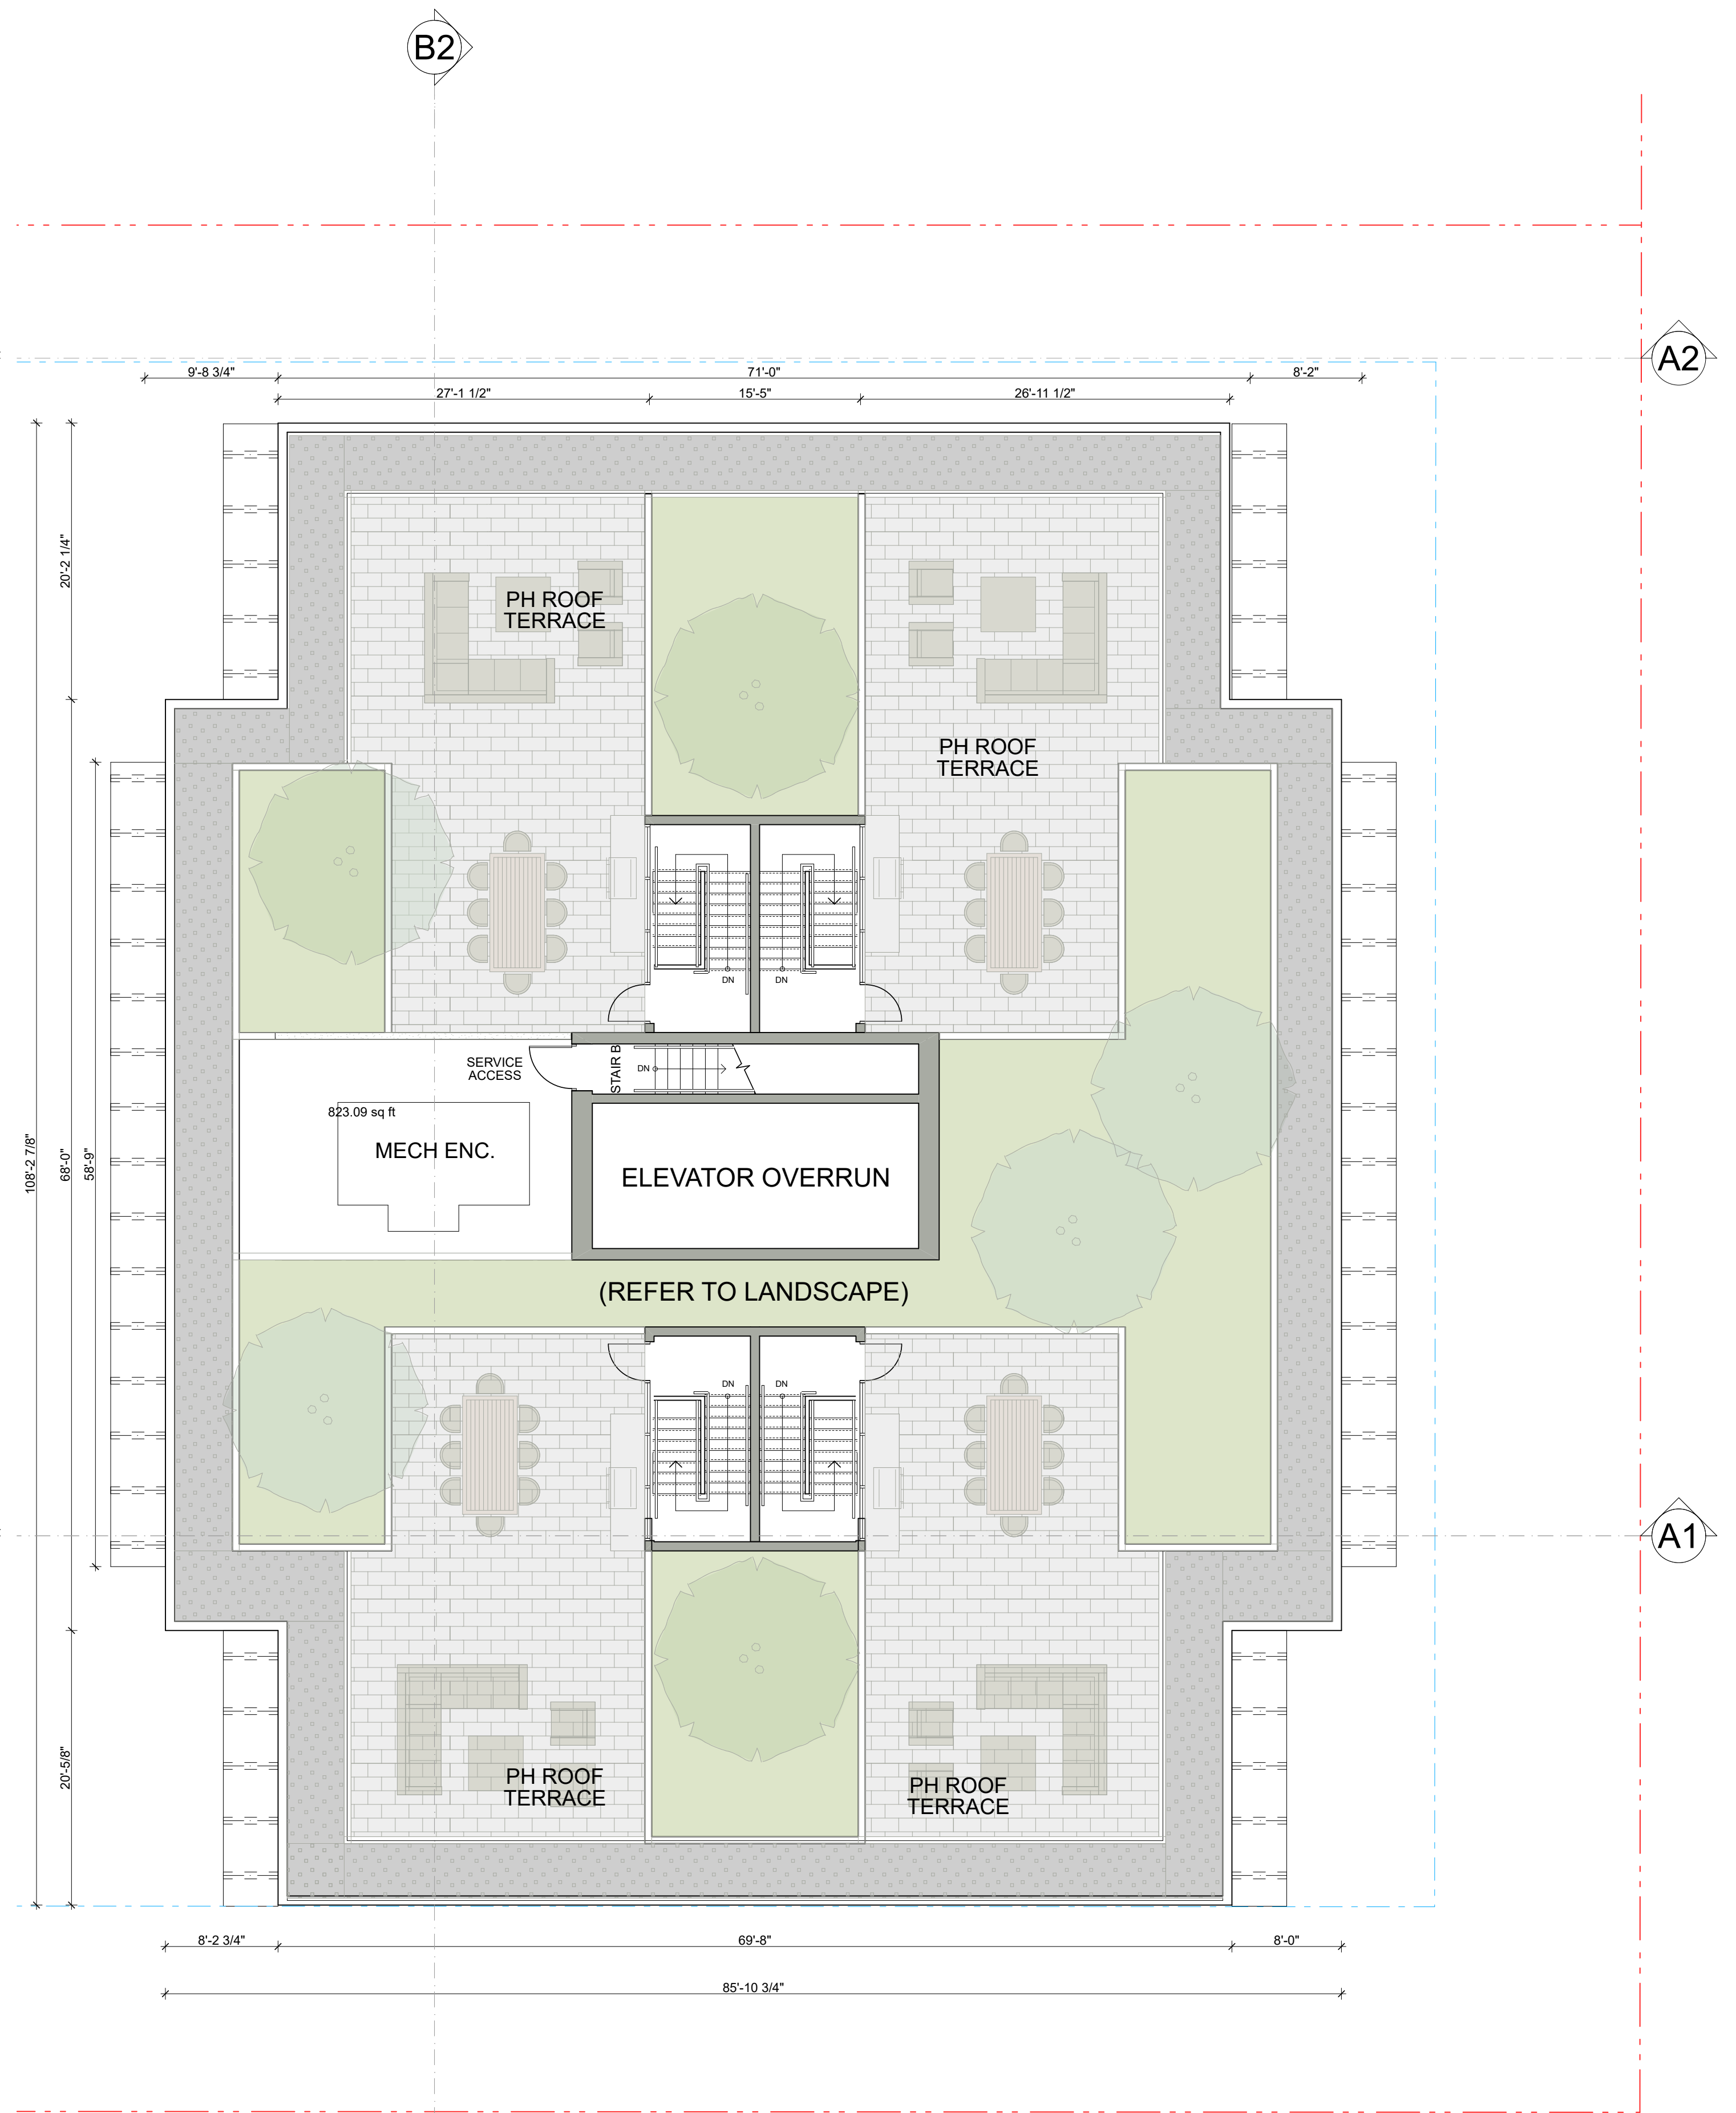 B2
A2
9'-8 3/4"
71'-0"
8'-2"
27'-1 1/2"
15'-5"
26'-11 1/2"
20'-2 1/4"
PH ROOF
TERRACE
PH ROOF
TERRACE
DN
DN
SERVICE
ACCESS
STAIR B
DN
823.09 sq ft
MECH ENC.
ELEVATOR OVERRUN
108'-2 7/8"
68'-0"
58'-9"
(REFER TO LANDSCAPE)
DN
DN
A1
20'-5/8"
PH ROOF
TERRACE
PH ROOF
TERRACE
8'-2 3/4"
69'-8"
8'-0"
85'-10 3/4"